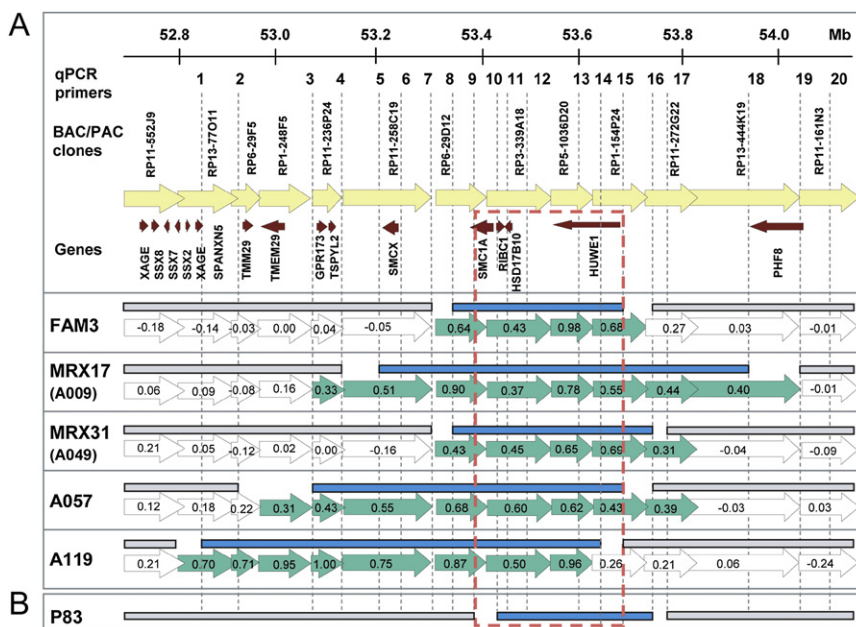 A
52.8 53.0 53.2 53.4 53.6 53.8 54.0 Mb
qPCR primers 1 2 3 4 5 6 7 8 9 10 11 12 13 14 15 16 17 18 19 20
BAC/PAC clones RP11-552J9 RP13-77O11 RP6-29F5 RP1-248F5 RP11-236P24 RP11-258C19 RP6-29D12 RP3-339A18 RP5-1036D20 RP1-154P24 RP11-272G22 RP13-444K19 RP11-161N3
Genes XAGE SSX8 SSX7 SSX2 XAGE SPANXN5 TMM29 TMEM29 GPR173 TSPYL2 SMCX SMC1A RIBC1 HSD17B10 HUWE1 PHF8
FAM3 -0.18 -0.14 -0.03 0.00 0.04 -0.05 0.64 0.43 0.98 0.68 0.27 0.03 -0.01
MRX17
(A009) 0.06 0.09 -0.08 0.16 0.33 0.51 0.90 0.37 0.78 0.55 0.44 0.40 -0.01
MRX31
(A049) 0.21 0.05 -0.12 0.02 0.00 -0.16 0.43 0.45 0.65 0.69 0.31 -0.04 -0.09
A057 0.12 0.18 0.22 0.31 0.43 0.55 0.68 0.60 0.62 0.43 0.39 -0.03 0.03
A119 0.21 0.70 0.71 0.95 1.00 0.75 0.87 0.50 0.96 0.26 0.21 0.06 -0.24
B
P83